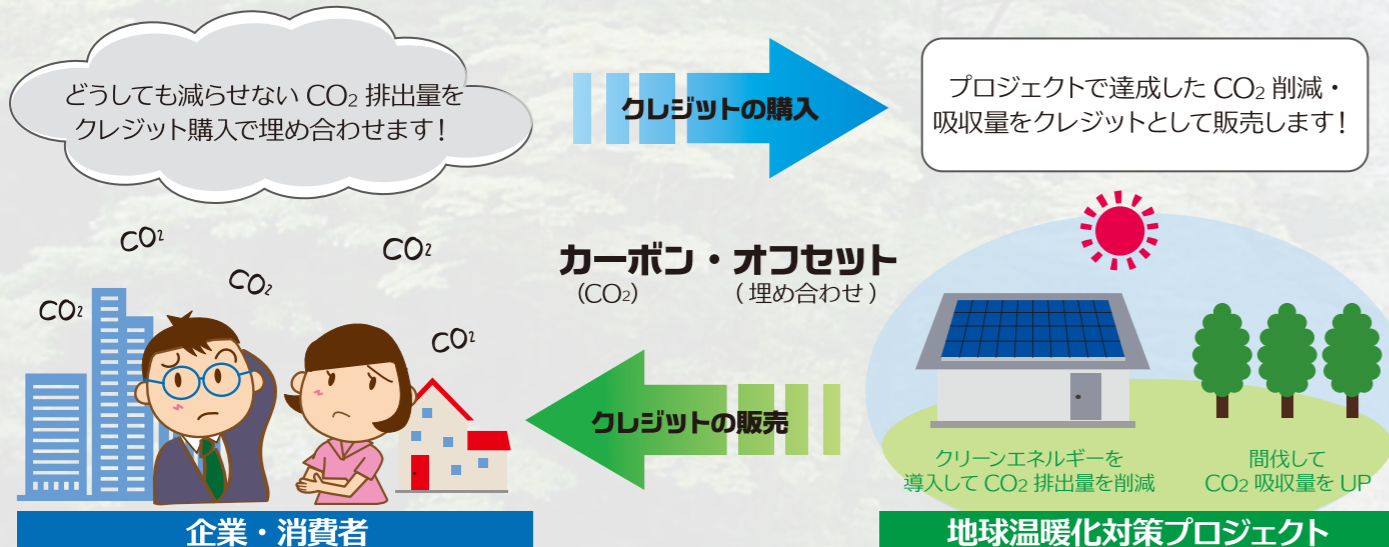 どうしても減らせない CO₂ 排出量を
クレジット購入で埋め合わせます!
クレジットの購入
プロジェクトで達成した CO₂ 削減・
吸収量をクレジットとして販売します!
CO₂
CO₂
CO₂
CO₂
CO₂
カーボン・オフセット
(CO₂) (埋め合わせ)
クレジットの販売
クリーンエネルギーを
導入して CO₂ 排出量を削減
間伐して
CO₂ 吸収量を UP
企業・消費者
地球温暖化対策プロジェクト